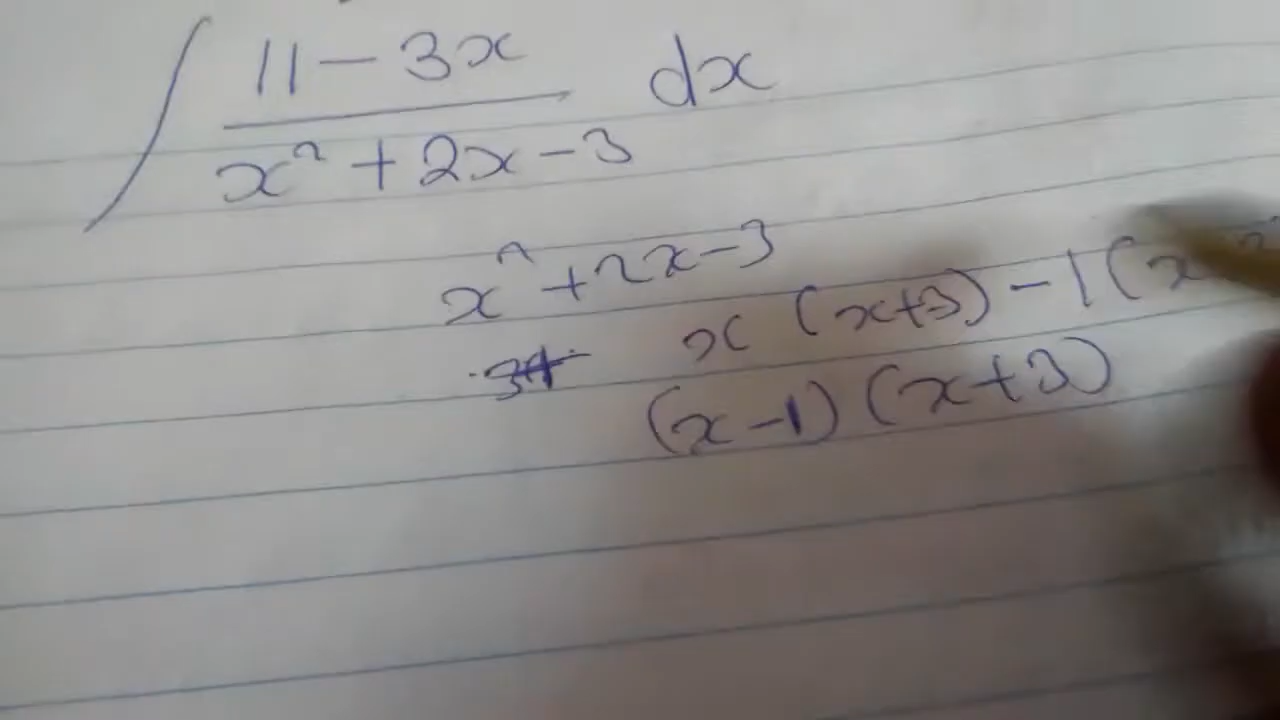 ∫ 11 - 3x / x² + 2x - 3 dx
x² + 2x - 3
x (x+3) - 1 (x
(x-1) (x+3)